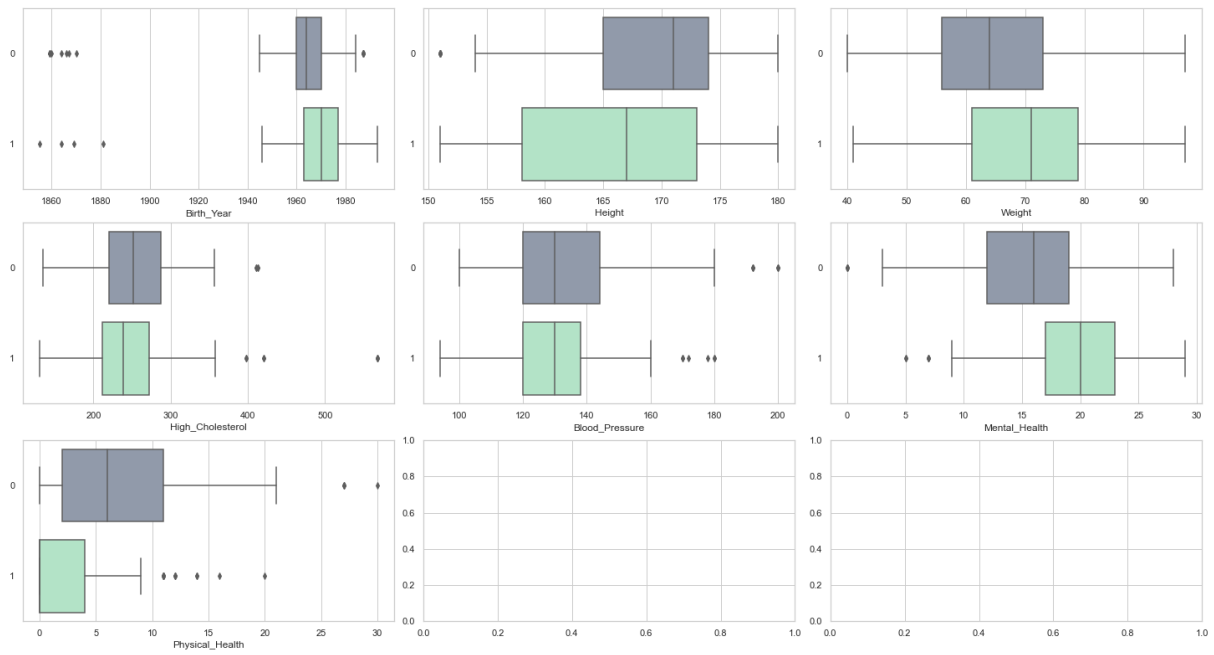 0
1
1860 1880 1900 1920 1940 1960 1980
Birth_Year
0
1
150 155 160 165 170 175 180
Height
0
1
40 50 60 70 80 90
Weight
0
1
200 300 400 500
High_Cholesterol
0
1
100 120 140 160 180 200
Blood_Pressure
0
1
0 5 10 15 20 25 30
Mental_Health
0
1
0 5 10 15 20 25 30
Physical_Health
1.0
0.8
0.6
0.4
0.2
0.0
0.0 0.2 0.4 0.6 0.8 1.0
1.0
0.8
0.6
0.4
0.2
0.0
0.0 0.2 0.4 0.6 0.8 1.0